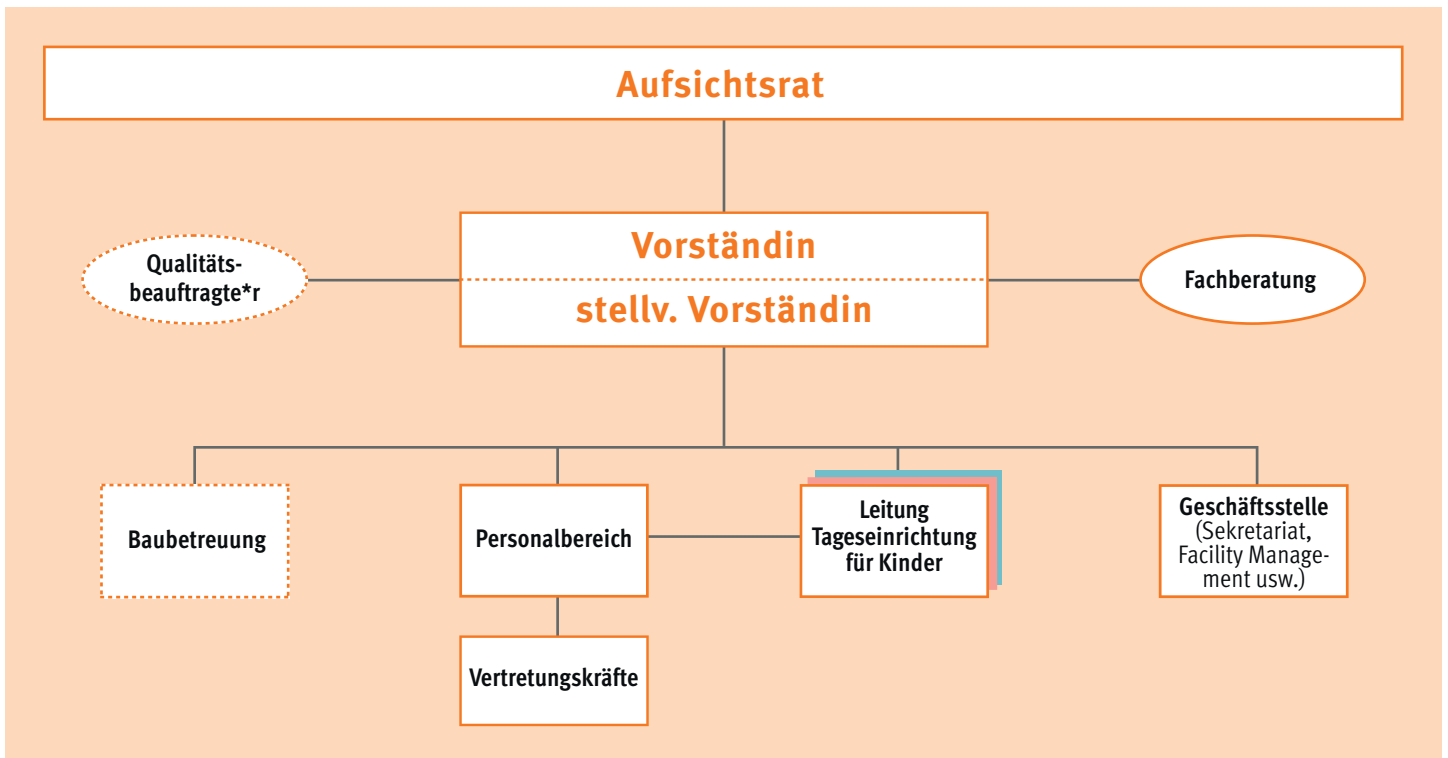 Aufsichtsrat
Vorständin
stellv. Vorständin
Qualitäts-
beauftragte*r
Fachberatung
Baubetreuung
Personalbereich
Leitung
Tageseinrichtung
für Kinder
Geschäftsstelle
(Sekretariat,
Facility Manage-
ment usw.)
Vertretungskräfte